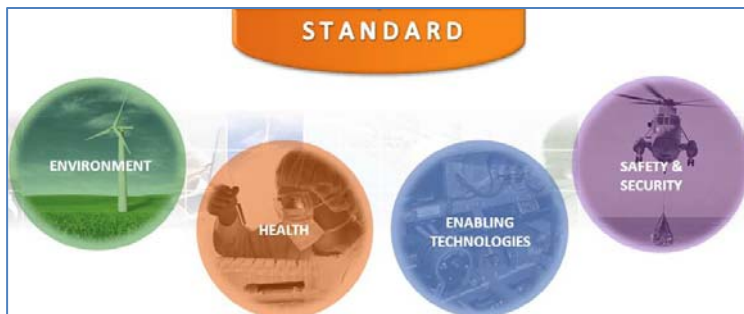 STANDARD
ENVIRONMENT
HEALTH
ENABLING
TECHNOLOGIES
SAFETY &
SECURITY